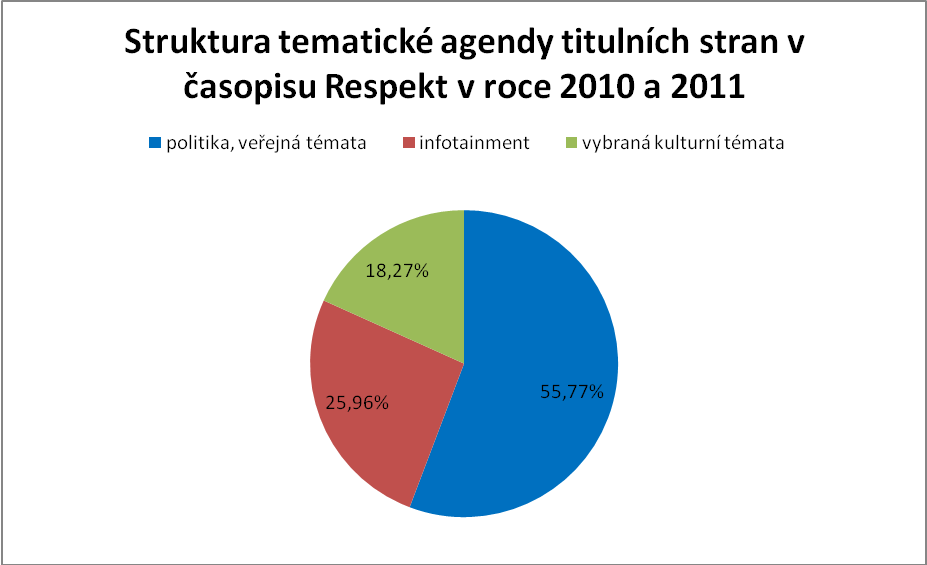 Struktura tematické agendy titulních stran v
časopisu Respekt v roce 2010 a 2011
politika, veřejná témata infotainment vybraná kulturní témata
18,27%
55,77%
25,96%